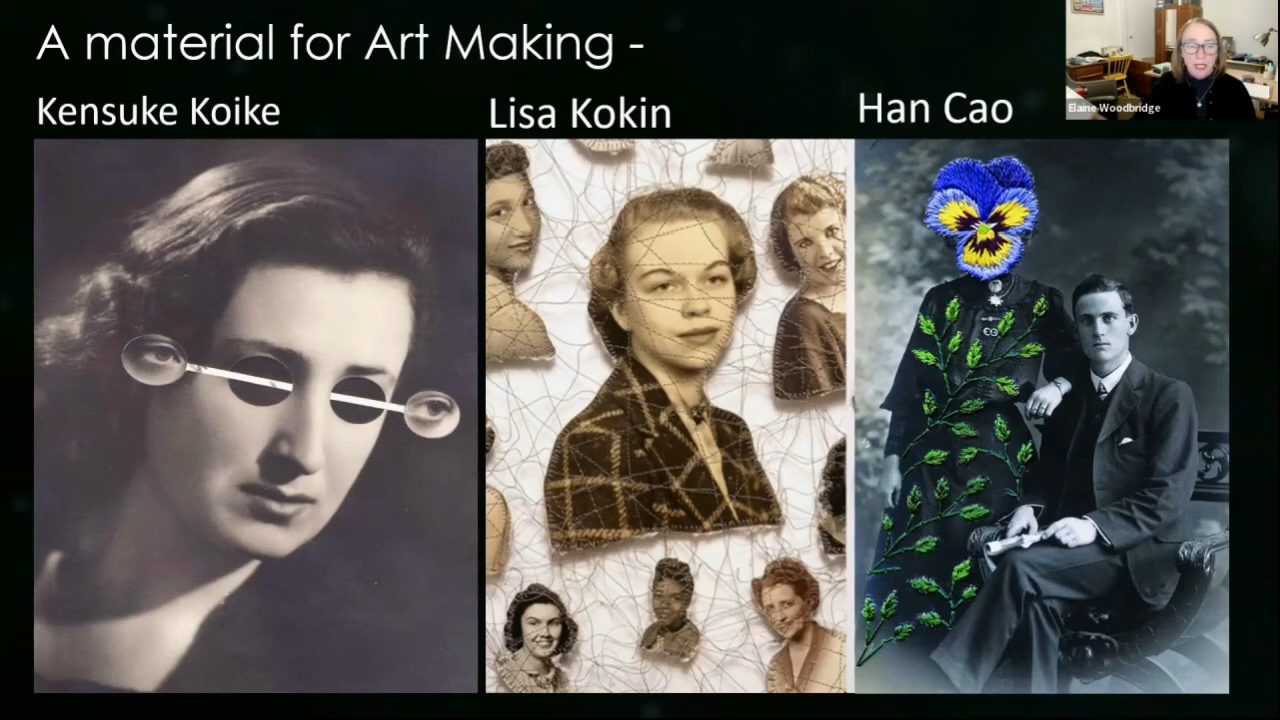 A material for Art Making -
Kensuke Koike
Lisa Kokin
Han Cao
Elaine Woodbridge